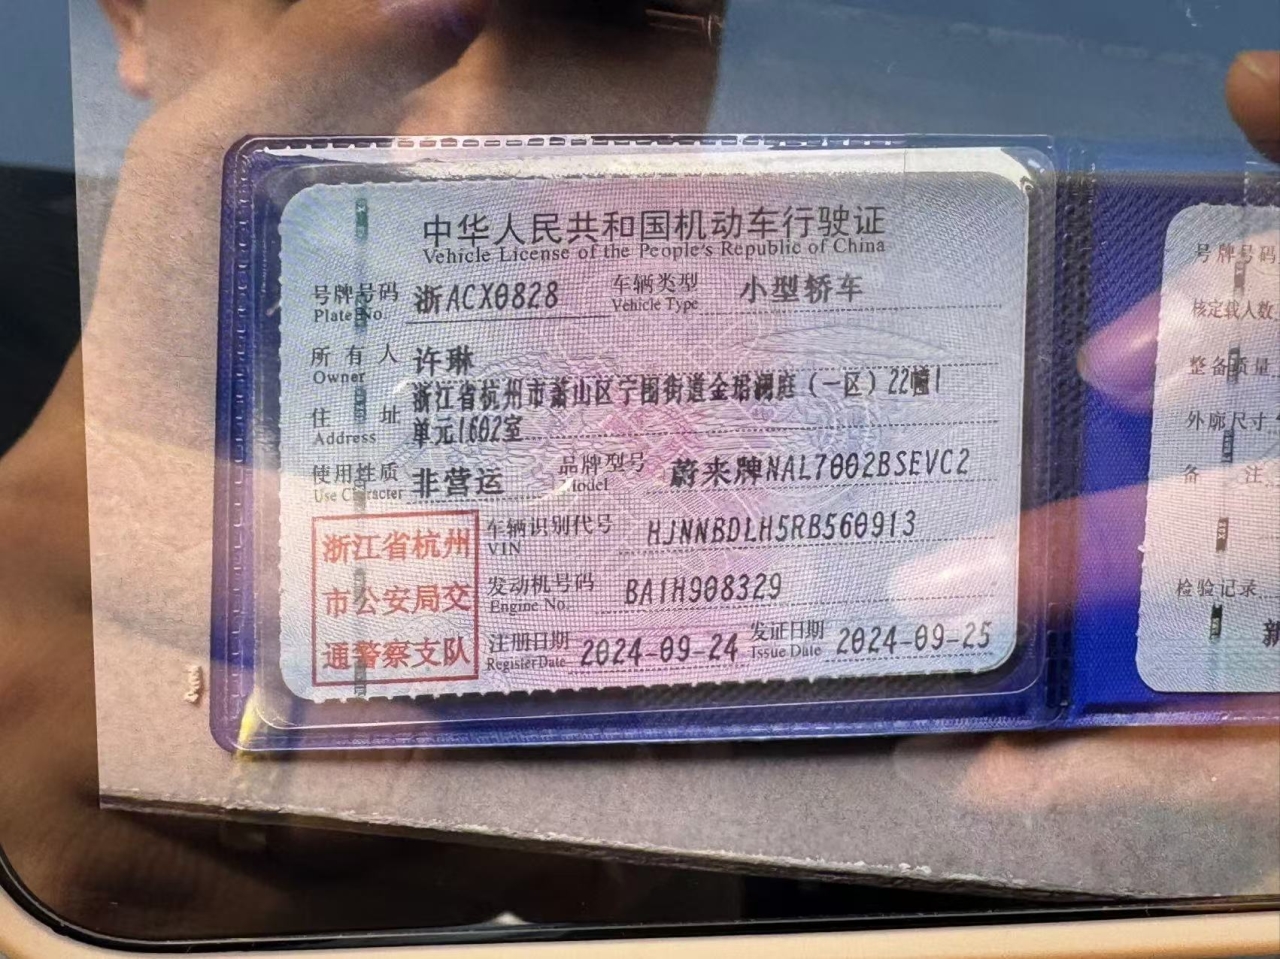 中华人民共和国机动车行驶证
Vehicle License of the People's Republic of China
号牌号码 浙ACX0828 车辆类型 小型轿车
Plate No. Vehicle Type
所有人 许琳
Owner
浙江省杭州市萧山区宁围街道金瑨澜庭（一区）22幢1
住址 单元1602室
Address
使用性质 非营运 品牌型号 蔚来牌NAL7002BSEVC2
Use Character Model
浙江省杭州
市公安局交
通警察支队
车辆识别代号 HJNNBDLH5RB560913
VIN
发动机号码 BA1H908329
Engine No.
注册日期 2024-09-24 发证日期 2024-09-25
Register Date Issue Date
号牌号码
核定载人数
整备质量
外廓尺寸
备注
检验记录